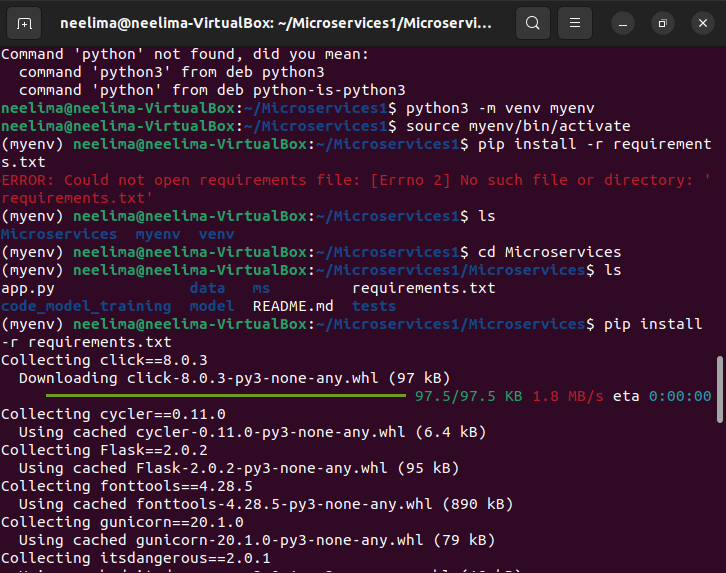 neelima@neelima-VirtualBox: ~/Microservices1/Microservi...
Command 'python' not found, did you mean:
  command 'python3' from deb python3
  command 'python' from deb python-is-python3
neelima@neelima-VirtualBox:~/Microservices1$ python3 -m venv myenv
neelima@neelima-VirtualBox:~/Microservices1$ source myenv/bin/activate
(myenv) neelima@neelima-VirtualBox:~/Microservices1$ pip install -r requirement
s.txt
ERROR: Could not open requirements file: [Errno 2] No such file or directory: '
requirements.txt'
(myenv) neelima@neelima-VirtualBox:~/Microservices1$ ls
Microservices  myenv  venv
(myenv) neelima@neelima-VirtualBox:~/Microservices1$ cd Microservices
(myenv) neelima@neelima-VirtualBox:~/Microservices1/Microservices$ ls
app.py               data   ms         requirements.txt
code_model_training  model  README.md  tests
(myenv) neelima@neelima-VirtualBox:~/Microservices1/Microservices$ pip install
-r requirements.txt
Collecting click==8.0.3
  Downloading click-8.0.3-py3-none-any.whl (97 kB)
97.5/97.5 KB 1.8 MB/s eta 0:00:00
Collecting cycler==0.11.0
  Using cached cycler-0.11.0-py3-none-any.whl (6.4 kB)
Collecting Flask==2.0.2
  Using cached Flask-2.0.2-py3-none-any.whl (95 kB)
Collecting fonttools==4.28.5
  Using cached fonttools-4.28.5-py3-none-any.whl (890 kB)
Collecting gunicorn==20.1.0
  Using cached gunicorn-20.1.0-py3-none-any.whl (79 kB)
Collecting itsdangerous==2.0.1